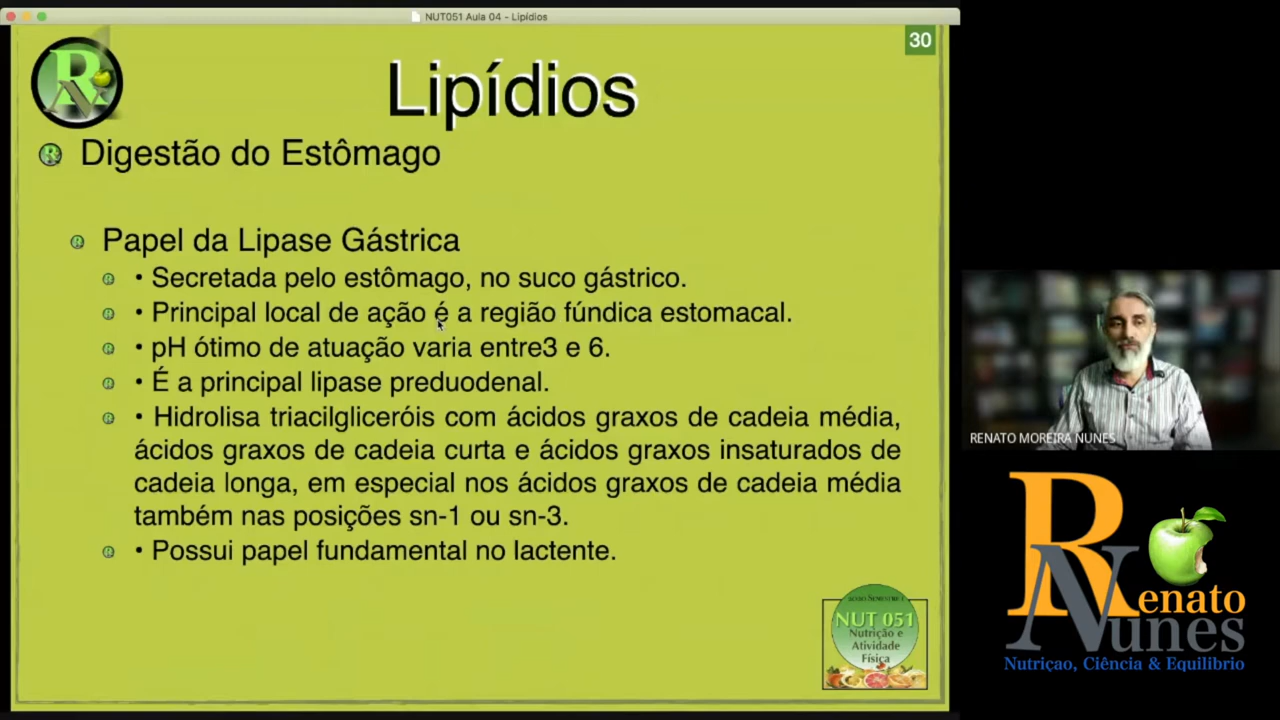 NUT051 Aula 04 - Lipídios
30
Lipídios
Digestão do Estômago
Papel da Lipase Gástrica
• Secretada pelo estômago, no suco gástrico.
• Principal local de ação é a região fúndica estomacal.
• pH ótimo de atuação varia entre3 e 6.
• É a principal lipase preduodenal.
• Hidrolisa triacilgliceróis com ácidos graxos de cadeia média,
ácidos graxos de cadeia curta e ácidos graxos insaturados de
cadeia longa, em especial nos ácidos graxos de cadeia média
também nas posições sn-1 ou sn-3.
• Possui papel fundamental no lactente.
NUT 051
Nutrição e
Atividade
Física
RENATO MOREIRA NUNES
Renato
Nunes
Nutriçao, Ciência & Equilibrio